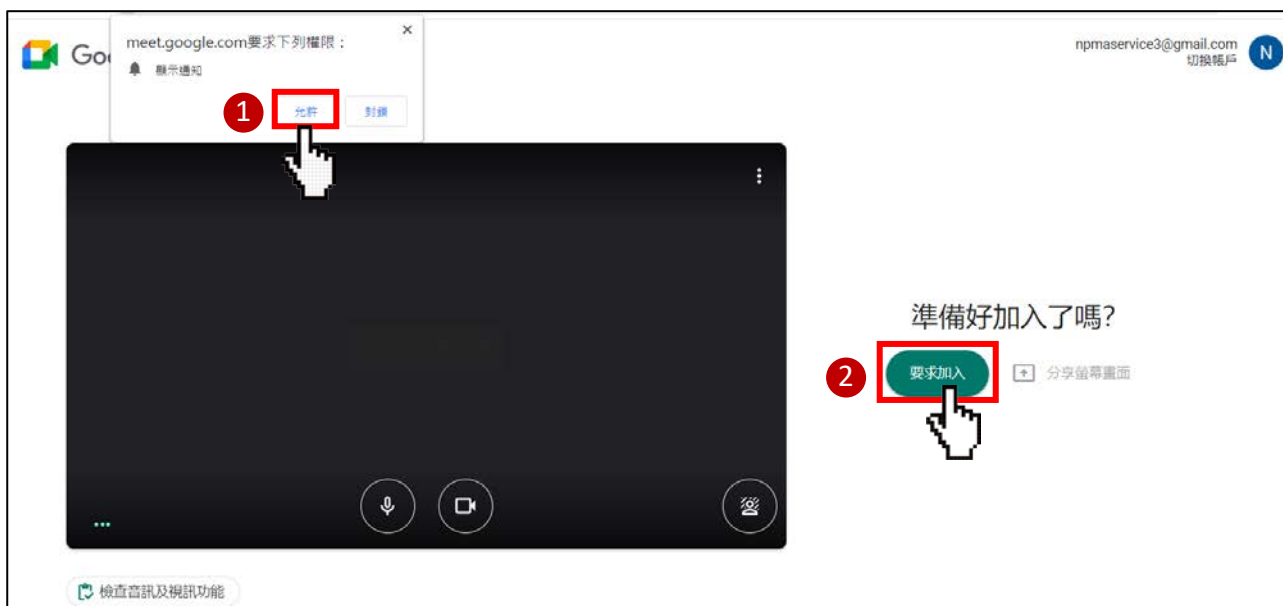 meet.google.com要求下列權限：
×
顯示通知
Go
1
允許
封鎖
npmaservice3@gmail.com
切換帳戶
N
準備好加入了嗎?
2
要求加入
分享螢幕畫面
檢查音訊及視訊功能